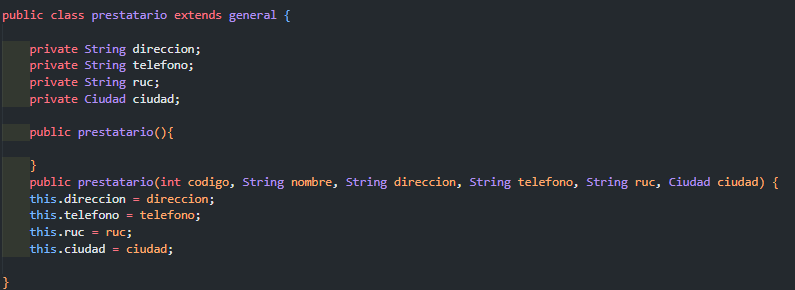 public class prestatario extends general {
private String direccion;
private String telefono;
private String ruc;
private Ciudad ciudad;
public prestatario(){
}
public prestatario(int codigo, String nombre, String direccion, String telefono, String ruc, Ciudad ciudad) {
this.direccion = direccion;
this.telefono = telefono;
this.ruc = ruc;
this.ciudad = ciudad;
}